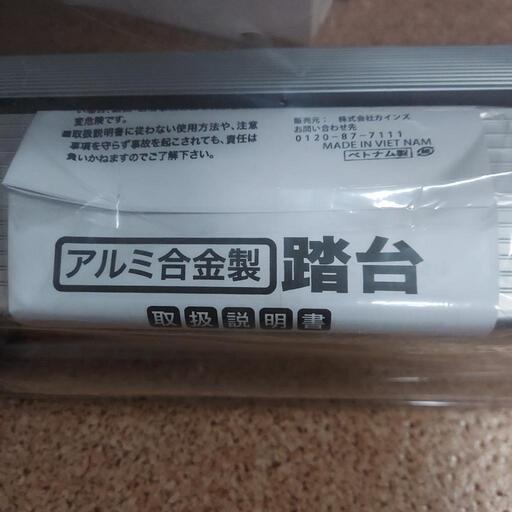 変危険です。
■取扱説明書に従わない使用方法や、注意
事項を守らず事故を起こされても、責任は
負いかねますのでご了解下さい。
販売元： 株式会社カインズ
お問い合わせ先
0120-87-7111
MADE IN VIET NAM
ベトナム製
アルミ合金製 踏台
取扱説明書